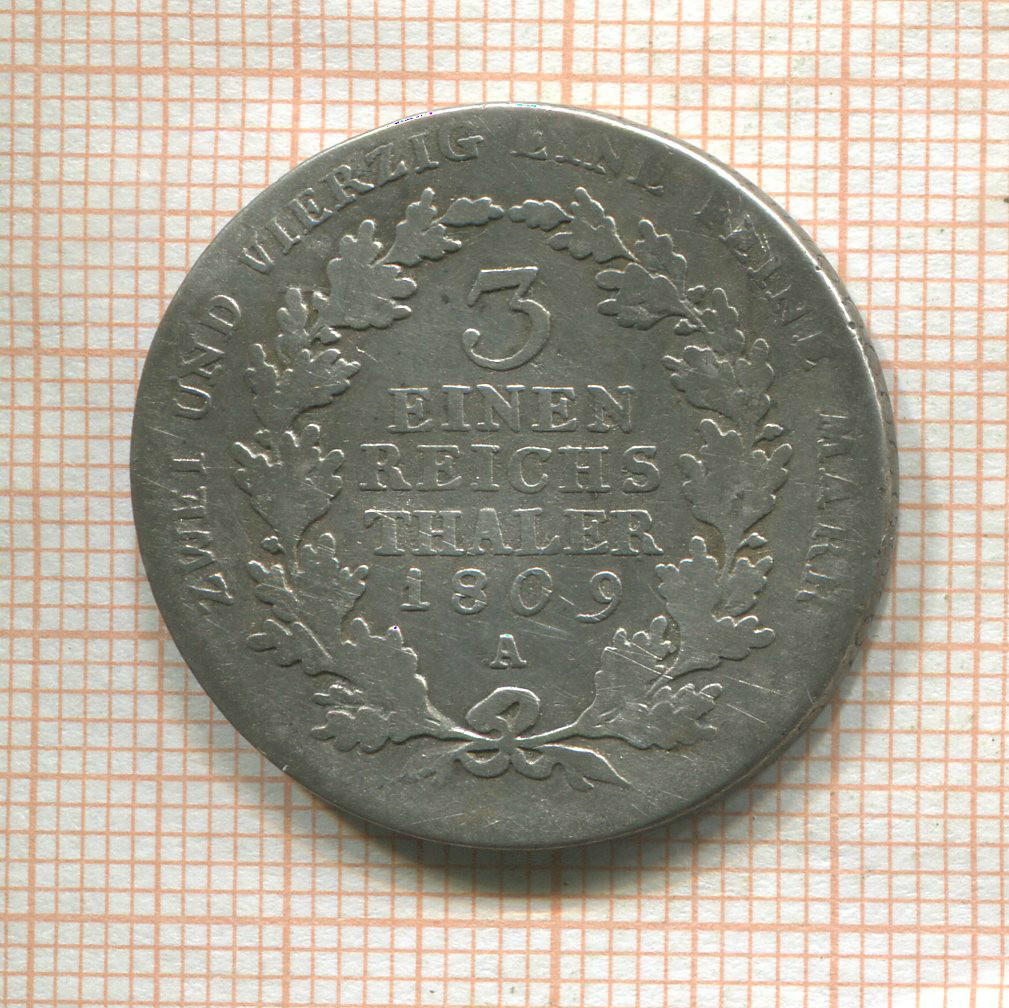 ZWEI UND VIERZIG EINE FEINE MARK
3
EINEN
REICHS
THALER
1809
A